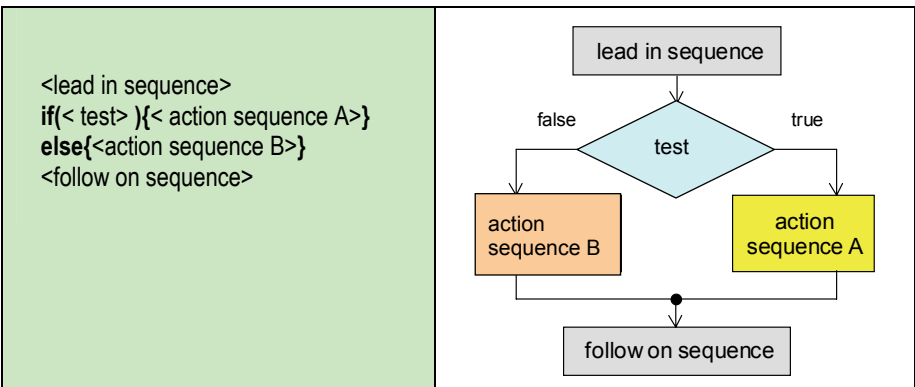 <lead in sequence>
if(< test> ){< action sequence A>}
else{<action sequence B>}
<follow on sequence>
lead in sequence
false
true
test
action
sequence B
action
sequence A
follow on sequence